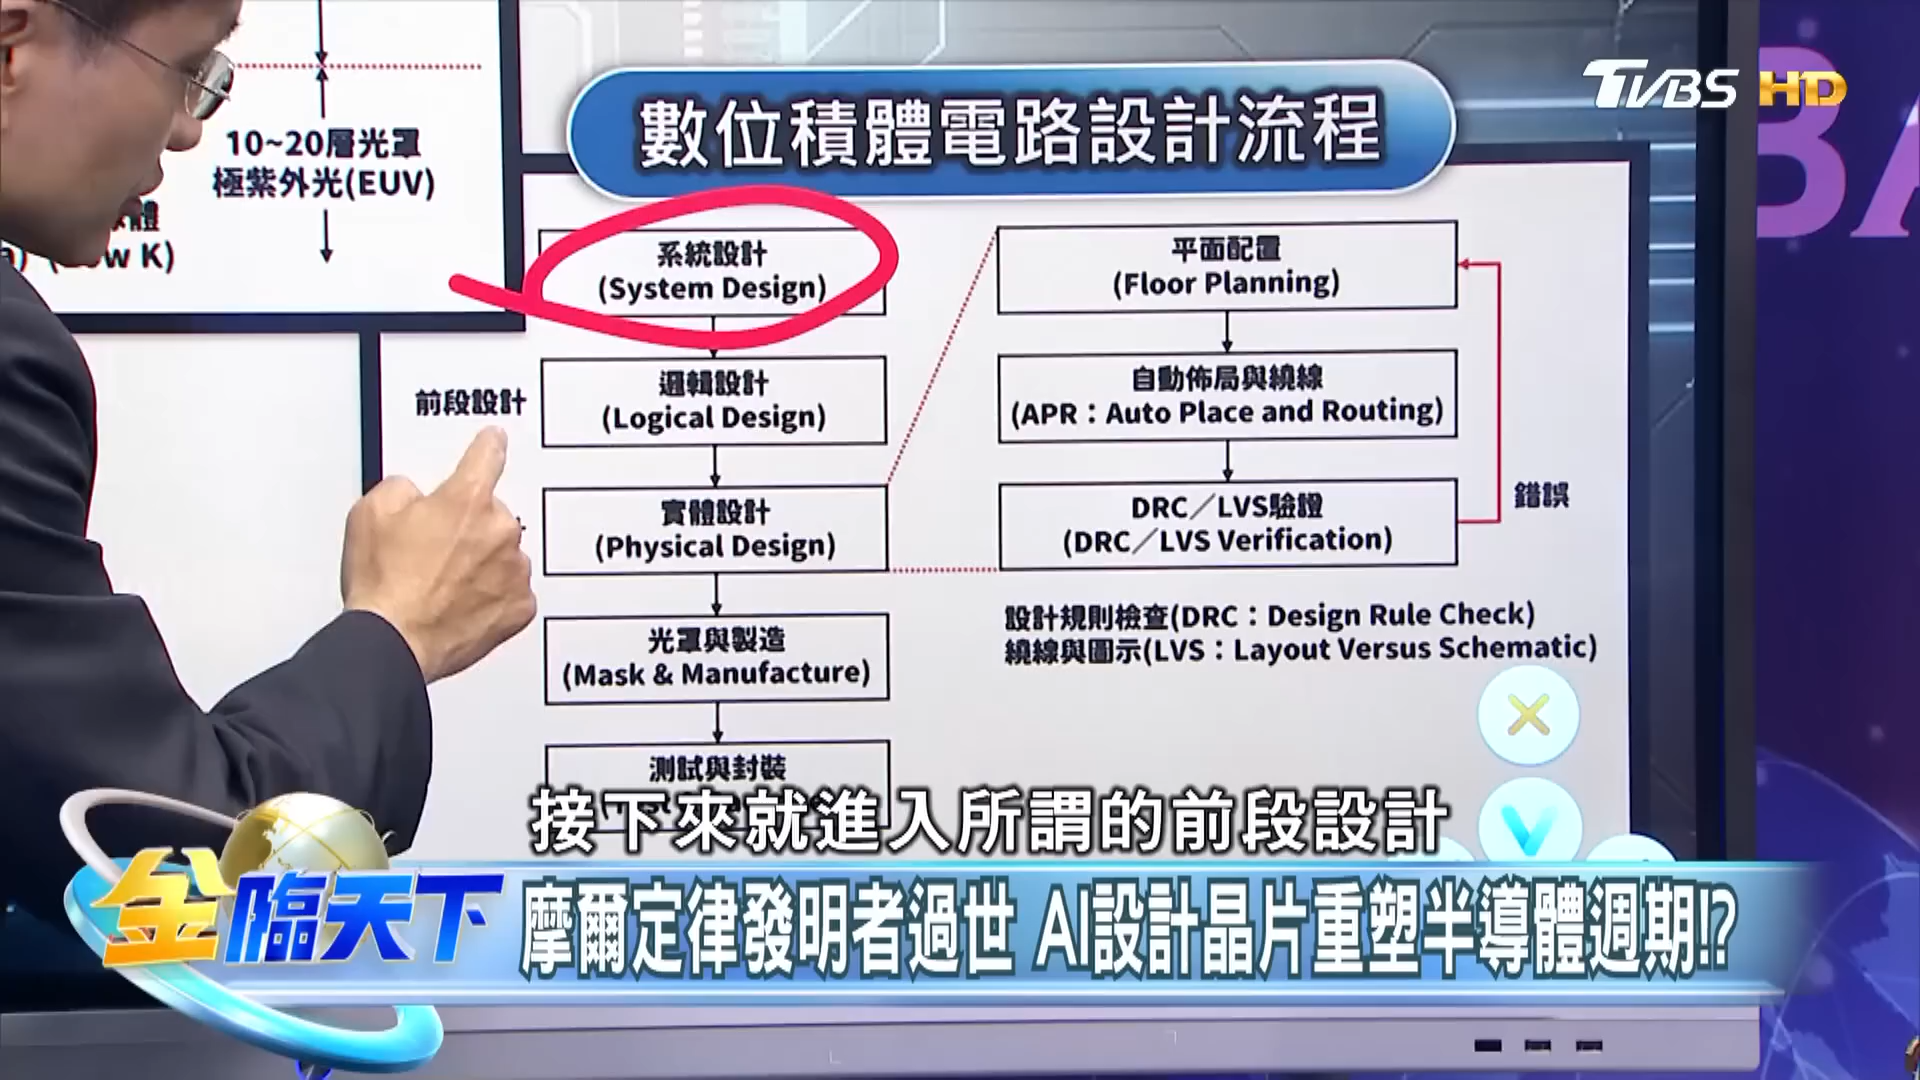 TVBS HD
10~20層光罩
極紫外光(EUV)
數位積體電路設計流程
系統設計
(System Design)
前段設計
邏輯設計
(Logical Design)
實體設計
(Physical Design)
光罩與製造
(Mask & Manufacture)
測試與封裝
平面配置
(Floor Planning)
自動佈局與繞線
(APR：Auto Place and Routing)
DRC／LVS驗證
(DRC／LVS Verification)
錯誤
設計規則檢查(DRC：Design Rule Check)
繞線與圖示(LVS：Layout Versus Schematic)
接下來就進入所謂的前段設計
金臨天下
摩爾定律發明者過世 AI設計晶片重塑半導體週期!?